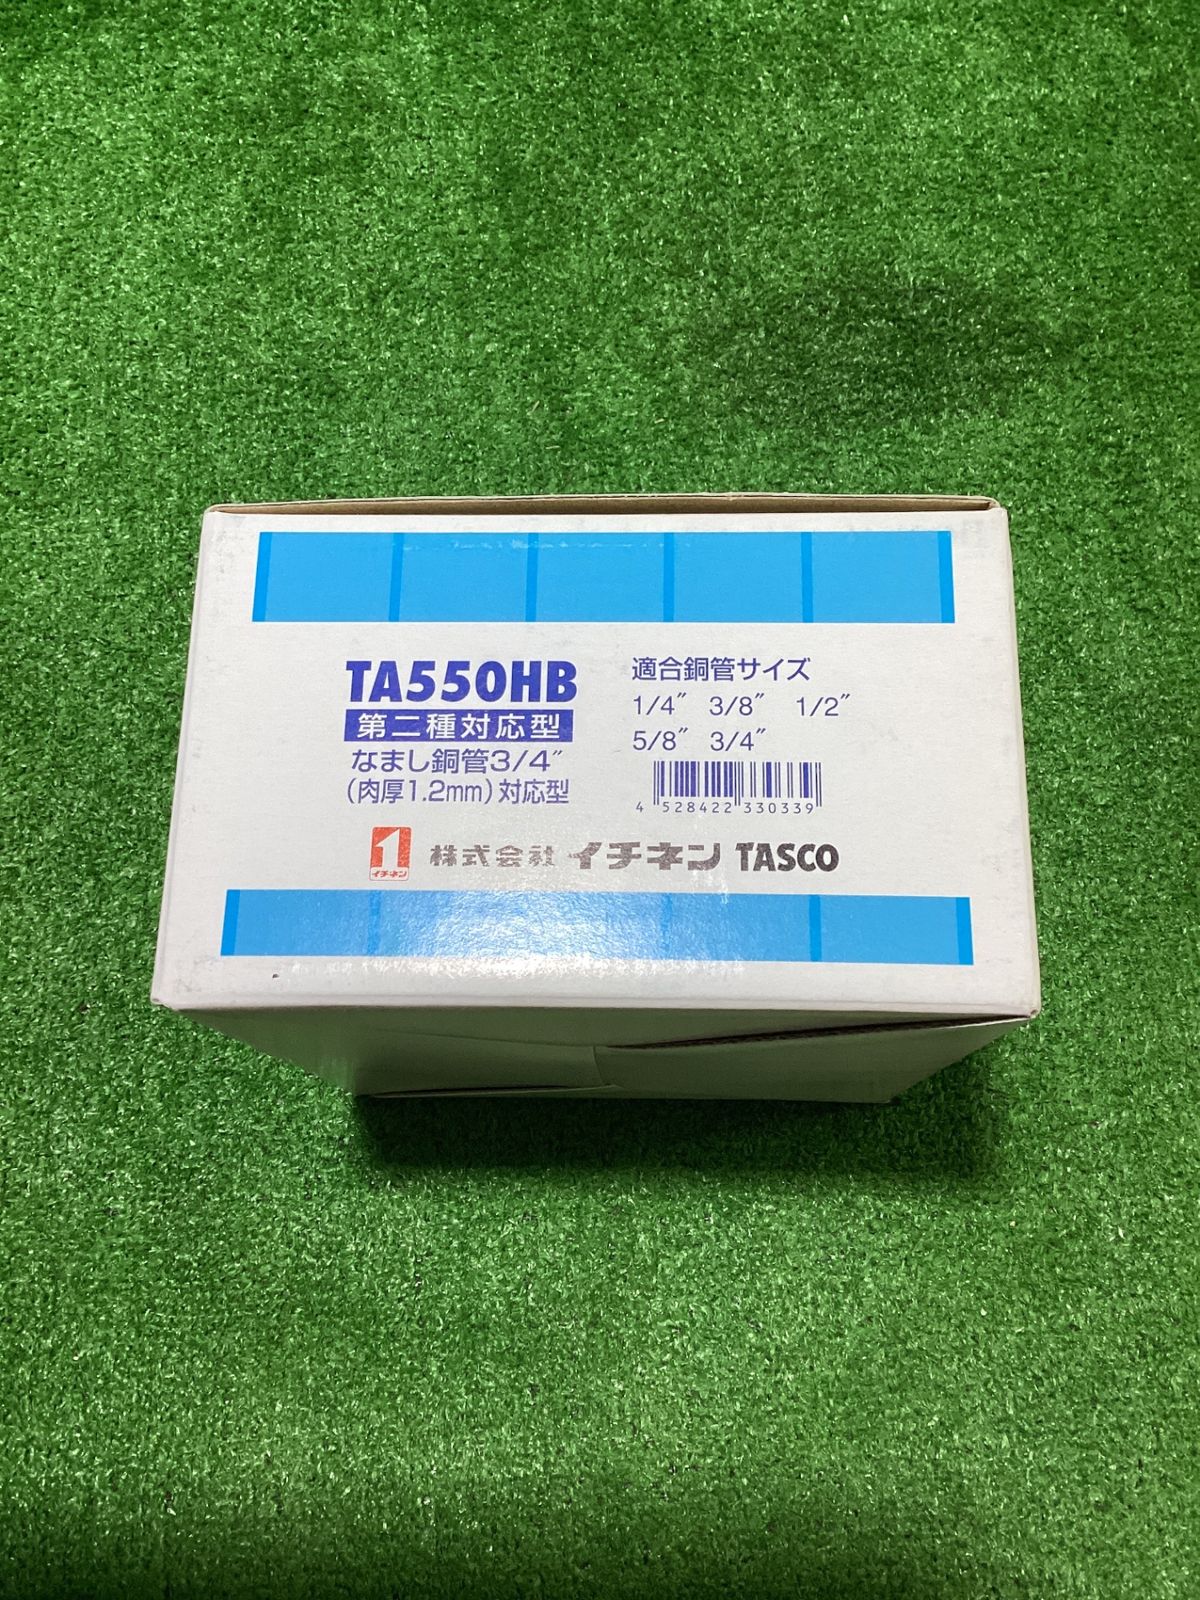 TA550HB
第二種対応型
なまし銅管3/4″
(肉厚1.2mm)対応型
適合銅管サイズ
1/4″ 3/8″ 1/2″
5/8″ 3/4″
4 528422 330339
1
イチネン
株式会社 イチネン TASCO